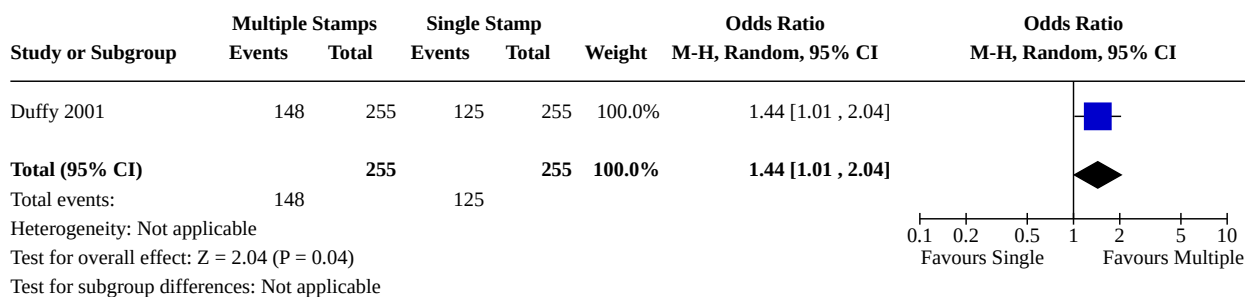 Multiple Stamps Single Stamp Odds Ratio Odds Ratio
Study or Subgroup Events Total Events Total Weight M-H, Random, 95% CI M-H, Random, 95% CI
Duffy 2001 148 255 125 255 100.0% 1.44 [1.01 , 2.04]
Total (95% CI) 255 255 100.0% 1.44 [1.01 , 2.04]
Total events: 148 125
Heterogeneity: Not applicable
0.1 0.2 0.5 1 2 5 10
Test for overall effect: Z = 2.04 (P = 0.04) Favours Single Favours Multiple
Test for subgroup differences: Not applicable